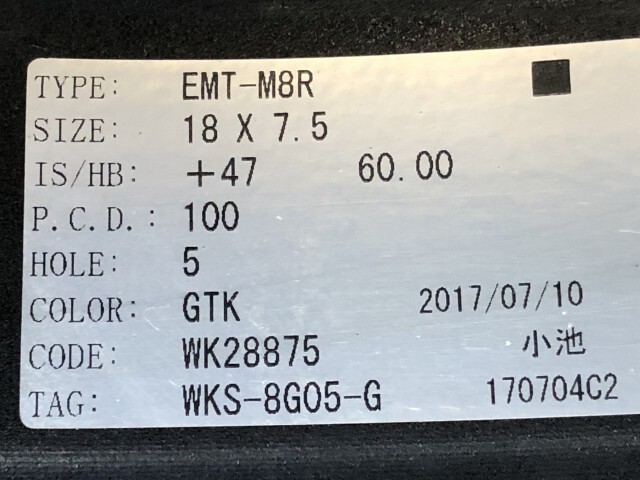 TYPE: EMT-M8R
SIZE: 18 X 7.5
IS/HB: +47 60.00
P.C.D.: 100
HOLE: 5
COLOR: GTK 2017/07/10
CODE: WK28875 小池
TAG: WKS-8G05-G 170704C2